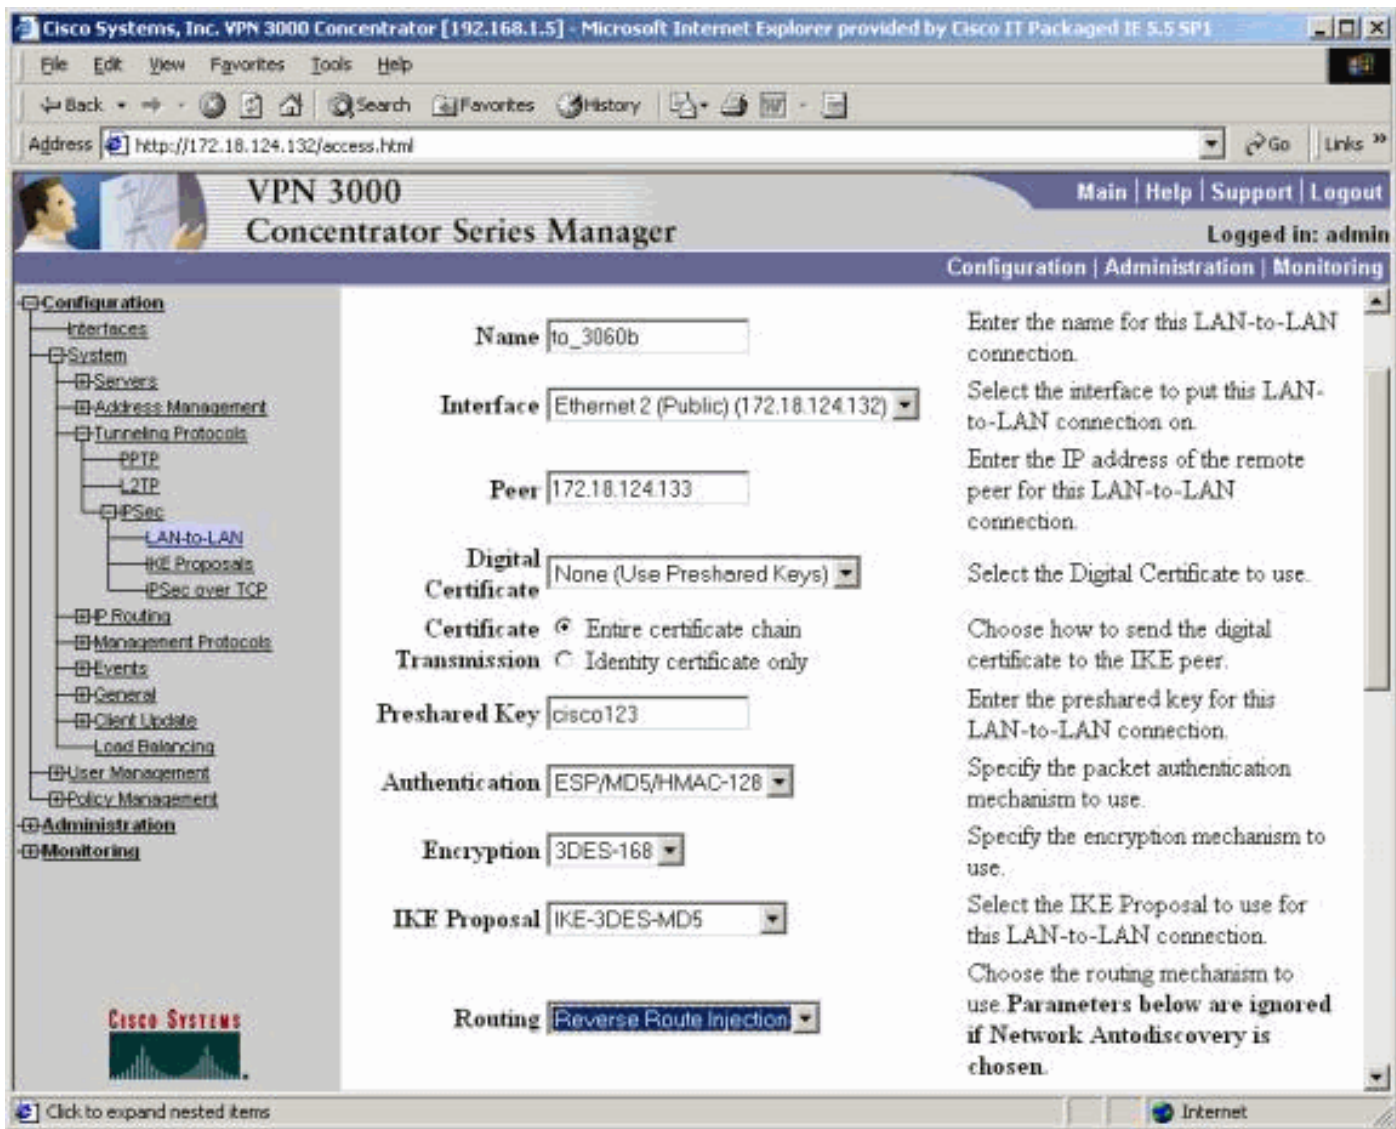 Cisco Systems, Inc. VPN 3000 Concentrator [192.168.1.5] - Microsoft Internet Explorer provided by Cisco IT Packaged IE 5.5 SP1
File Edit View Favorites Tools Help
Back Search Favorites History
Address http://172.18.124.132/access.html Go Links »
VPN 3000
Concentrator Series Manager
Main | Help | Support | Logout
Logged in: admin
Configuration | Administration | Monitoring
Configuration
Interfaces
System
Servers
Address Management
Tunneling Protocols
PPTP
L2TP
IPSec
LAN-to-LAN
IKE Proposals
IPSec over TCP
IP Routing
Management Protocols
Events
General
Client Update
Load Balancing
User Management
Policy Management
Administration
Monitoring
CISCO SYSTEMS
Name to_3060b
Enter the name for this LAN-to-LAN
connection.
Interface Ethernet 2 (Public) (172.18.124.132)
Select the interface to put this LAN-
to-LAN connection on.
Peer 172.18.124.133
Enter the IP address of the remote
peer for this LAN-to-LAN
connection.
Digital
Certificate
None (Use Preshared Keys)
Select the Digital Certificate to use.
Certificate
Transmission
Entire certificate chain
Identity certificate only
Choose how to send the digital
certificate to the IKE peer.
Preshared Key cisco123
Enter the preshared key for this
LAN-to-LAN connection.
Authentication ESP/MD5/HMAC-128
Specify the packet authentication
mechanism to use.
Encryption 3DES-168
Specify the encryption mechanism to
use.
IKE Proposal IKE-3DES-MD5
Select the IKE Proposal to use for
this LAN-to-LAN connection.
Routing Reverse Route Injection
Choose the routing mechanism to
use. Parameters below are ignored
if Network Autodiscovery is
chosen.
Click to expand nested items
Internet